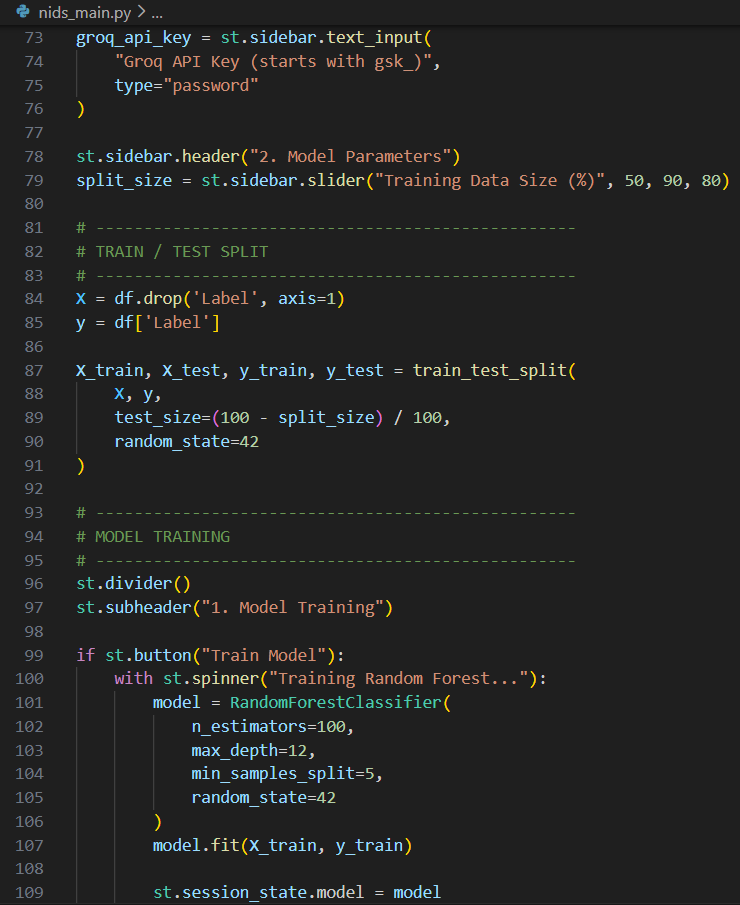 nids_main.py > ...
73 groq_api_key = st.sidebar.text_input(
74     "Groq API Key (starts with gsk_)",
75     type="password"
76 )
77
78 st.sidebar.header("2. Model Parameters")
79 split_size = st.sidebar.slider("Training Data Size (%)", 50, 90, 80)
80
81 # --------------------------------------------------
82 # TRAIN / TEST SPLIT
83 # --------------------------------------------------
84 X = df.drop('Label', axis=1)
85 y = df['Label']
86
87 X_train, X_test, y_train, y_test = train_test_split(
88     X, y,
89     test_size=(100 - split_size) / 100,
90     random_state=42
91 )
92
93 # --------------------------------------------------
94 # MODEL TRAINING
95 # --------------------------------------------------
96 st.divider()
97 st.subheader("1. Model Training")
98
99 if st.button("Train Model"):
100     with st.spinner("Training Random Forest..."):
101         model = RandomForestClassifier(
102             n_estimators=100,
103             max_depth=12,
104             min_samples_split=5,
105             random_state=42
106         )
107         model.fit(X_train, y_train)
108
109         st.session_state.model = model